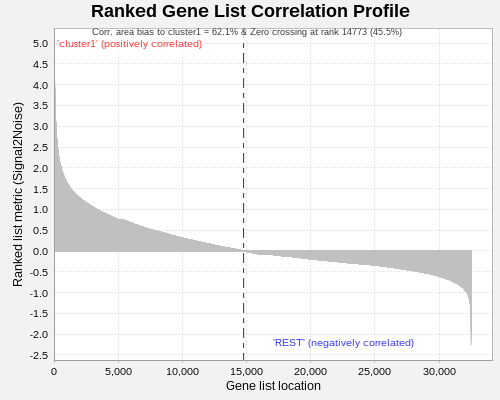 Ranked Gene List Correlation Profile
Corr. area bias to cluster1 = 62.1% & Zero crossing at rank 14773 (45.5%)
'cluster1' (positively correlated)
5.0
4.5
4.0
3.5
3.0
2.5
2.0
1.5
1.0
0.5
0.0
-0.5
-1.0
-1.5
-2.0
-2.5
Ranked list metric (Signal2Noise)
'REST' (negatively correlated)
0 5,000 10,000 15,000 20,000 25,000 30,000
Gene list location